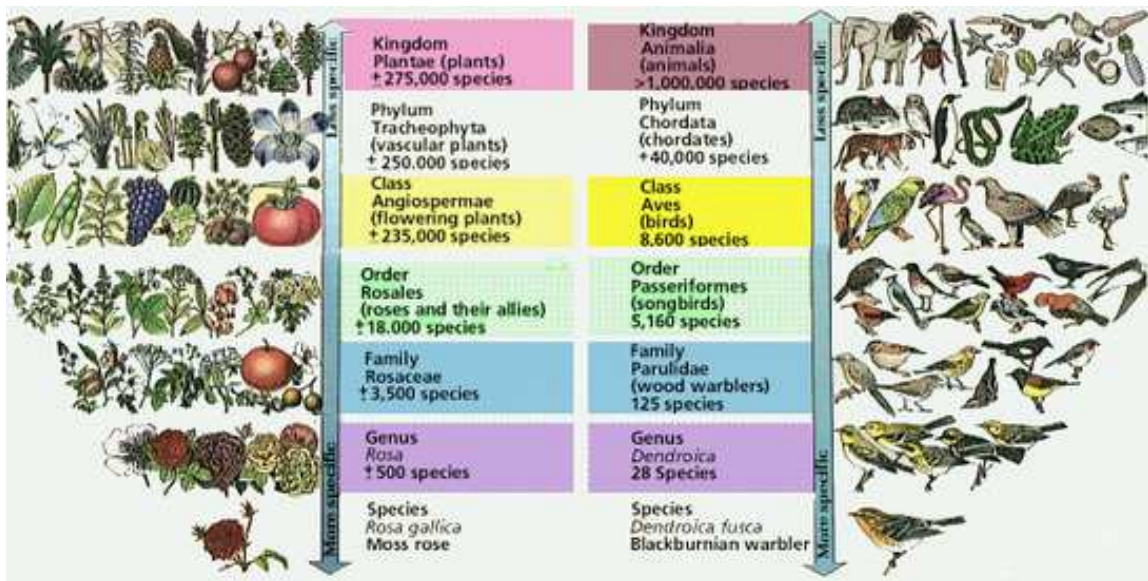 Less specific
Kingdom
Plantae (plants)
± 275,000 species
Phylum
Tracheophyta
(vascular plants)
± 250.000 species
Class
Angiospermae
(flowering plants)
± 235,000 species
Order
Rosales
(roses and their allies)
± 18.000 species
Family
Rosaceae
± 3,500 species
Genus
Rosa
± 500 species
Species
Rosa gallica
Moss rose
More specific
Kingdom
Animalia
(animals)
>1,000,000 species
Phylum
Chordata
(chordates)
+ 40,000 species
Class
Aves
(birds)
8,600 species
Order
Passeriformes
(songbirds)
5,160 species
Family
Parulidae
(wood warblers)
125 species
Genus
Dendroica
28 Species
Species
Dendroica fusca
Blackburnian warbler
Less specific
More specific